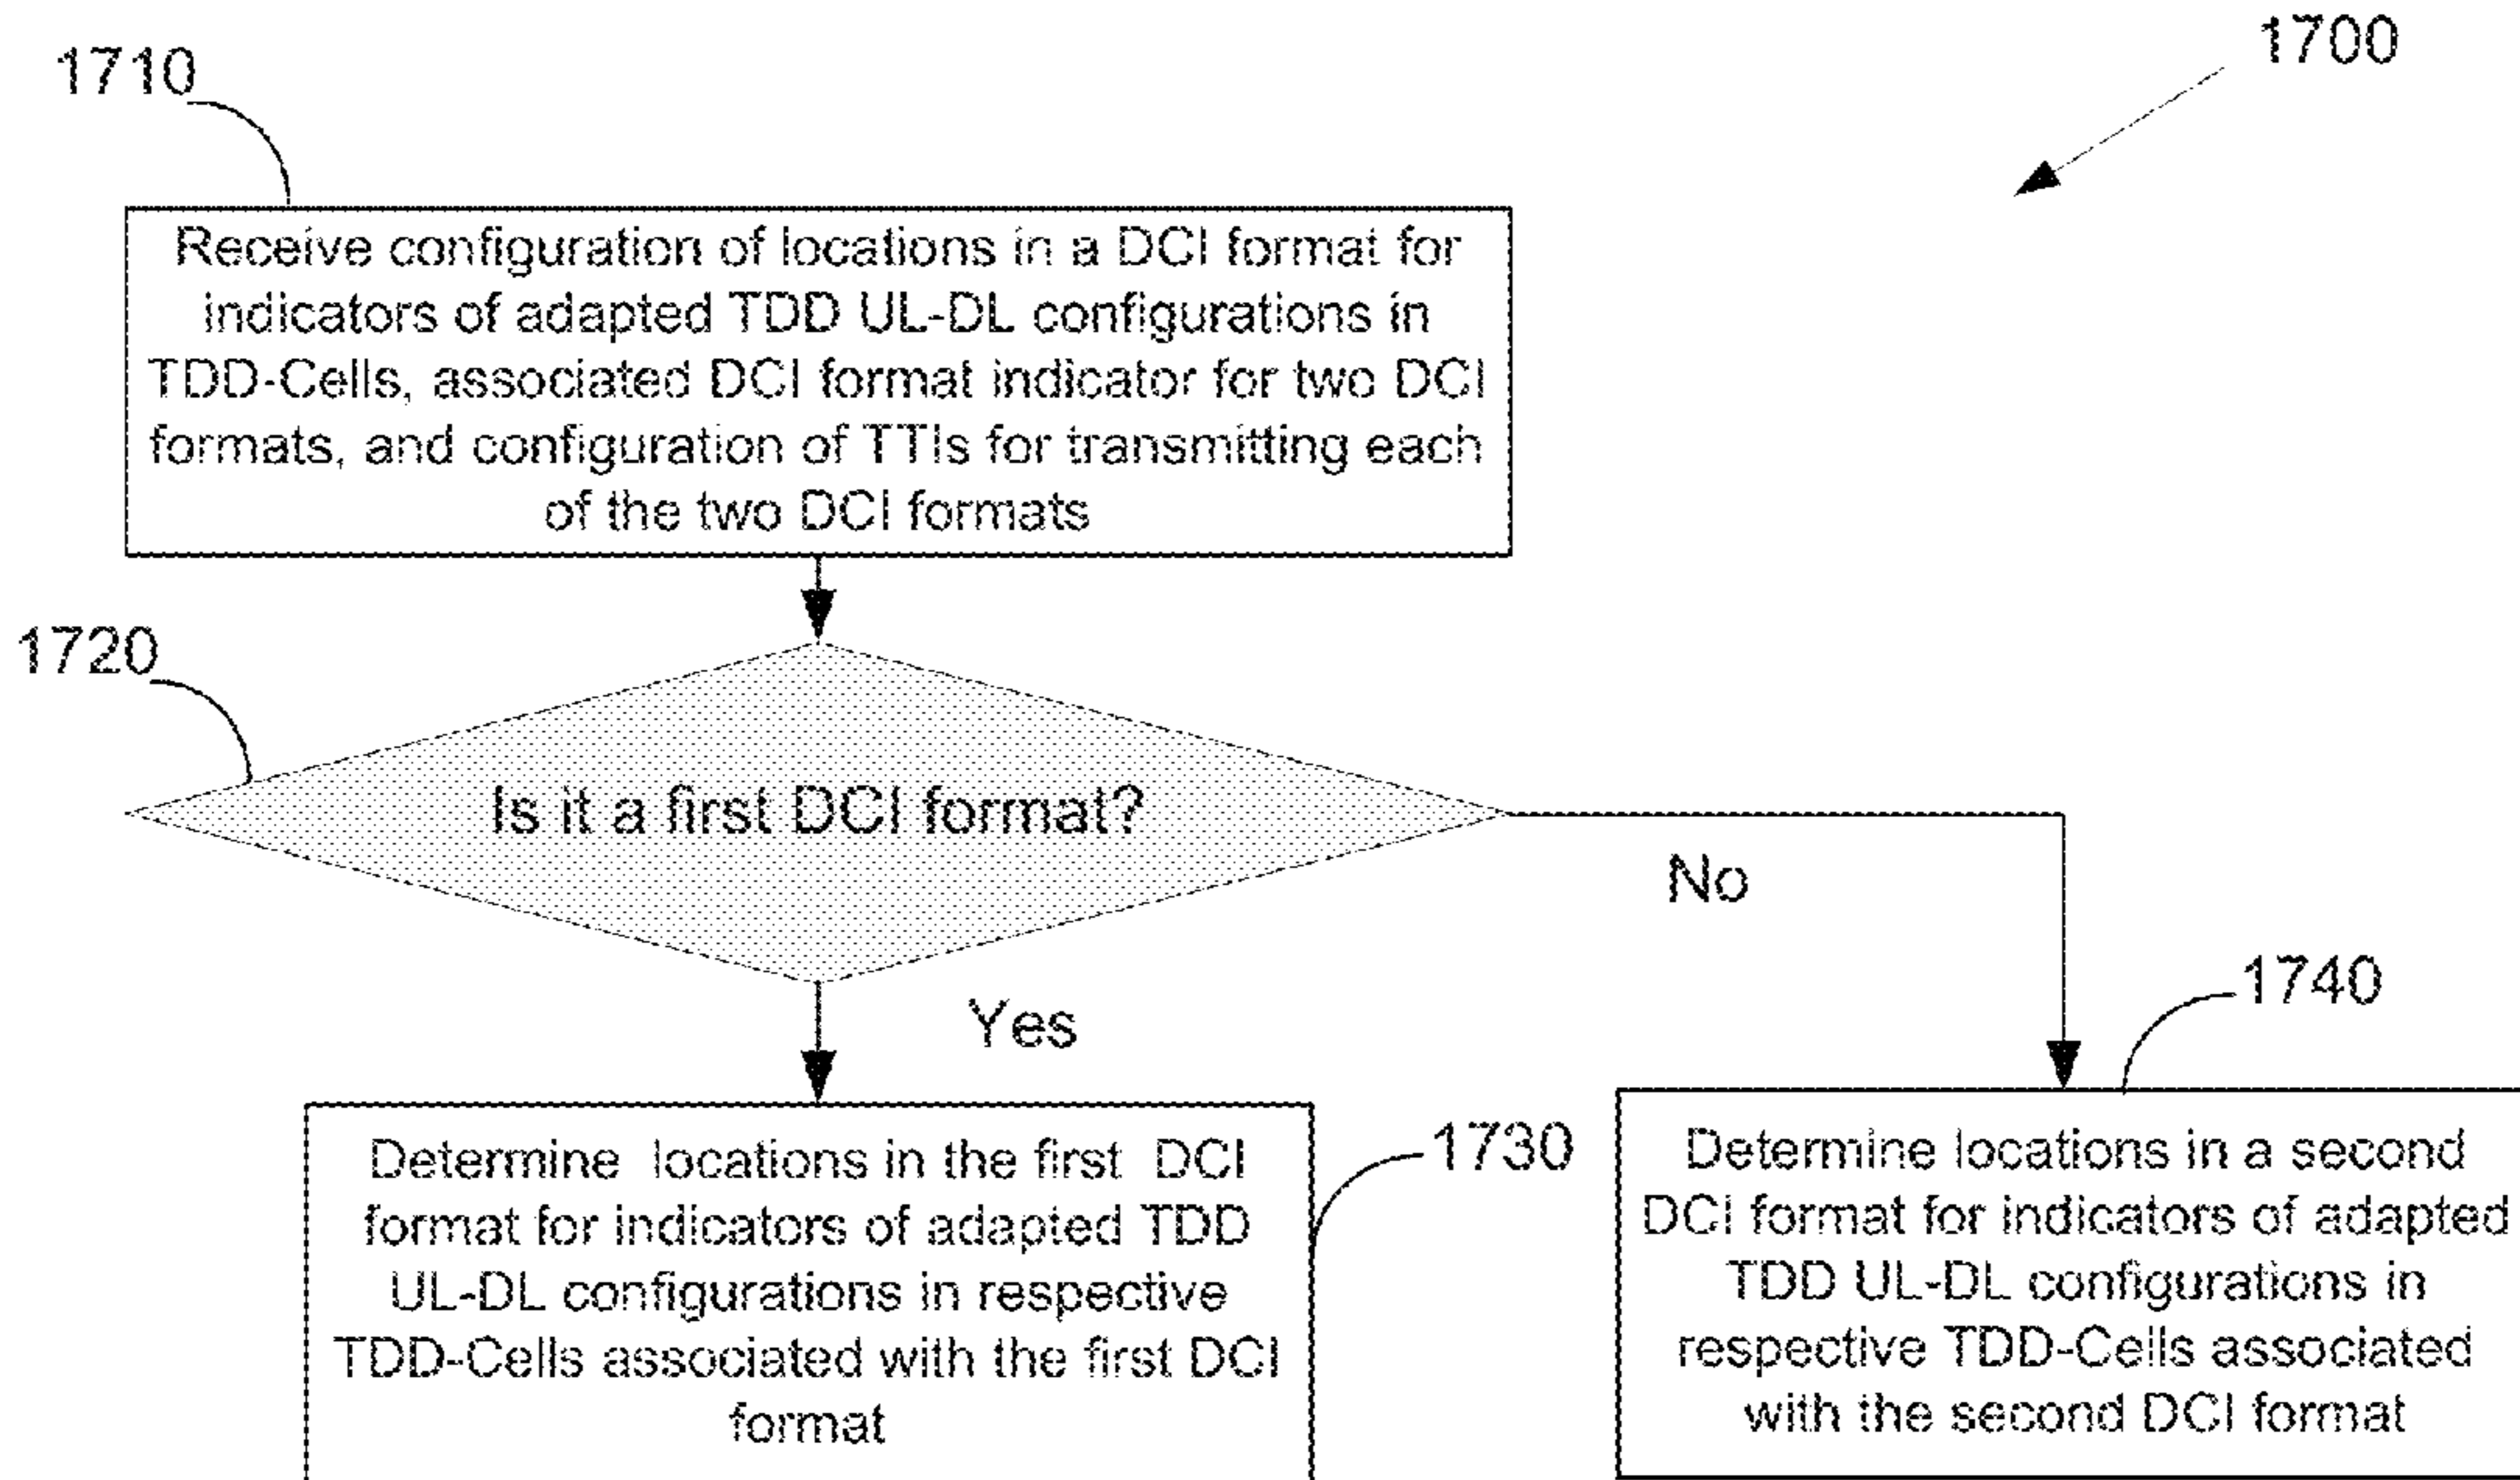 1700
1710
Receive configuration of locations in a DCI format for
indicators of adapted TDD UL-DL configurations in
TDD-Cells, associated DCI format indicator for two DCI
formats, and configuration of TTIs for transmitting each
of the two DCI formats
1720
Is it a first DCI format?
No
Yes
1730
Determine locations in the first DCI
format for indicators of adapted TDD
UL-DL configurations in respective
TDD-Cells associated with the first DCI
format
1740
Determine locations in a second
DCI format for indicators of adapted
TDD UL-DL configurations in
respective TDD-Cells associated
with the second DCI format